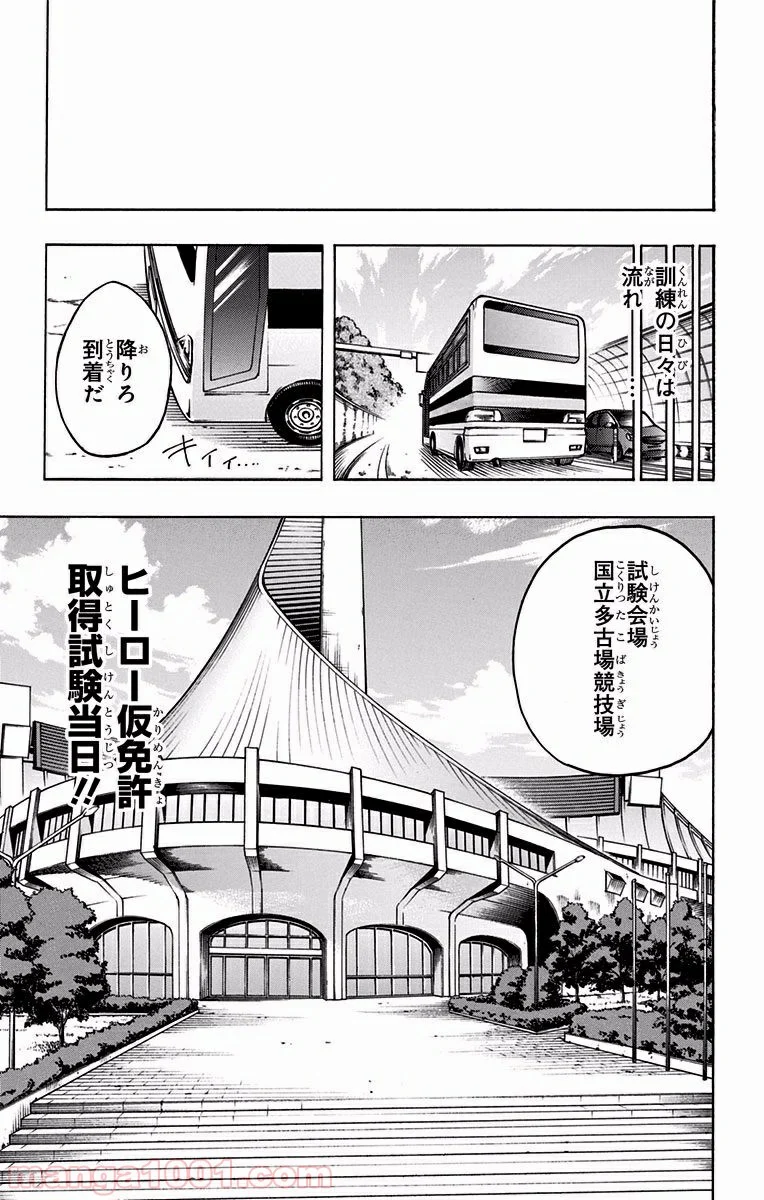 訓練の日々は
流れ
…
キイィ…
降りろ
到着だ
試験会場
国立多古場競技場
ヒーロー仮免許
取得試験当日!!
manga1001.com